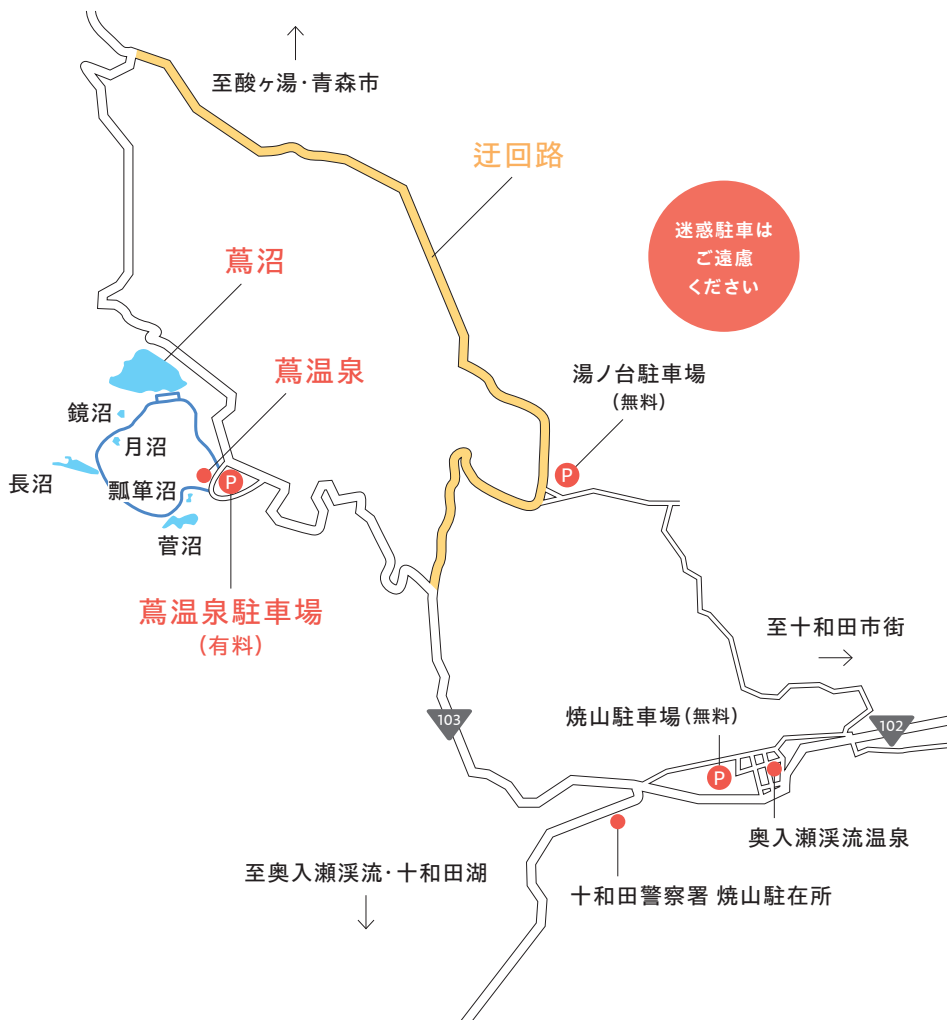 至酸ヶ湯・青森市
迂回路
迷惑駐車は
ご遠慮
ください
蔦沼
蔦温泉
湯ノ台駐車場
(無料)
P
鏡沼
月沼
長沼
瓢箪沼
P
菅沼
蔦温泉駐車場
(有料)
至十和田市街
103
焼山駐車場(無料)
102
P
奥入瀬渓流温泉
至奥入瀬渓流・十和田湖
十和田警察署 焼山駐在所